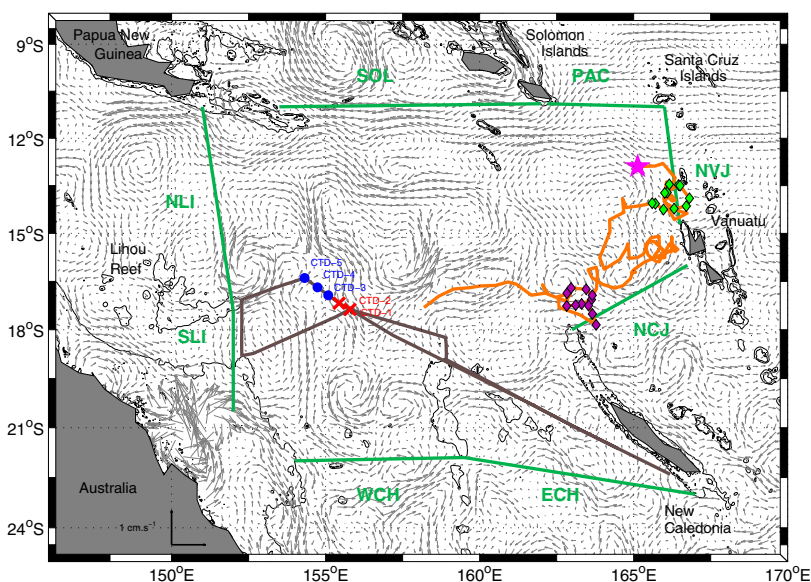 9°S
12°S
15°S
18°S
21°S
24°S
150°E
155°E
160°E
165°E
170°E
Papua New
Guinea
Solomon
Islands
Santa Cruz
Islands
SOL
PAC
NLI
NVJ
Vanuatu
Lihou
Reef
CTD-5
CTD-4
CTD-3
CTD-2
CTD-1
SLI
NCJ
WCH
ECH
Australia
1 cm.s⁻¹
New
Caledonia